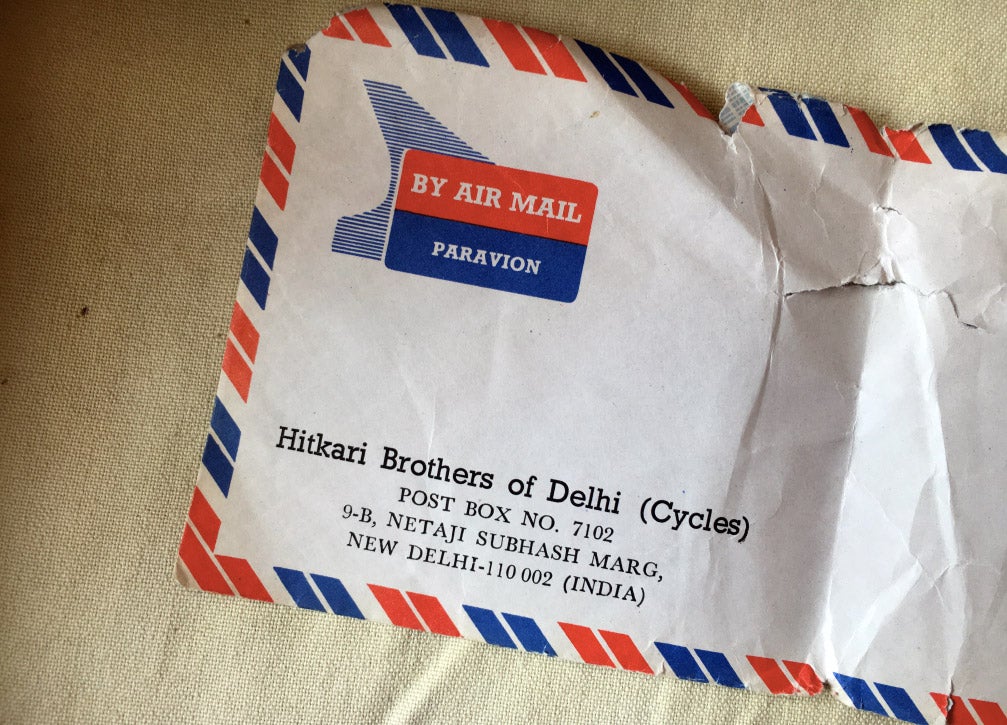 BY AIR MAIL
PARAVION
Hitkari Brothers of Delhi (Cycles)
POST BOX NO. 7102
9-B, NETAJI SUBHASH MARG,
NEW DELHI-110 002 (INDIA)